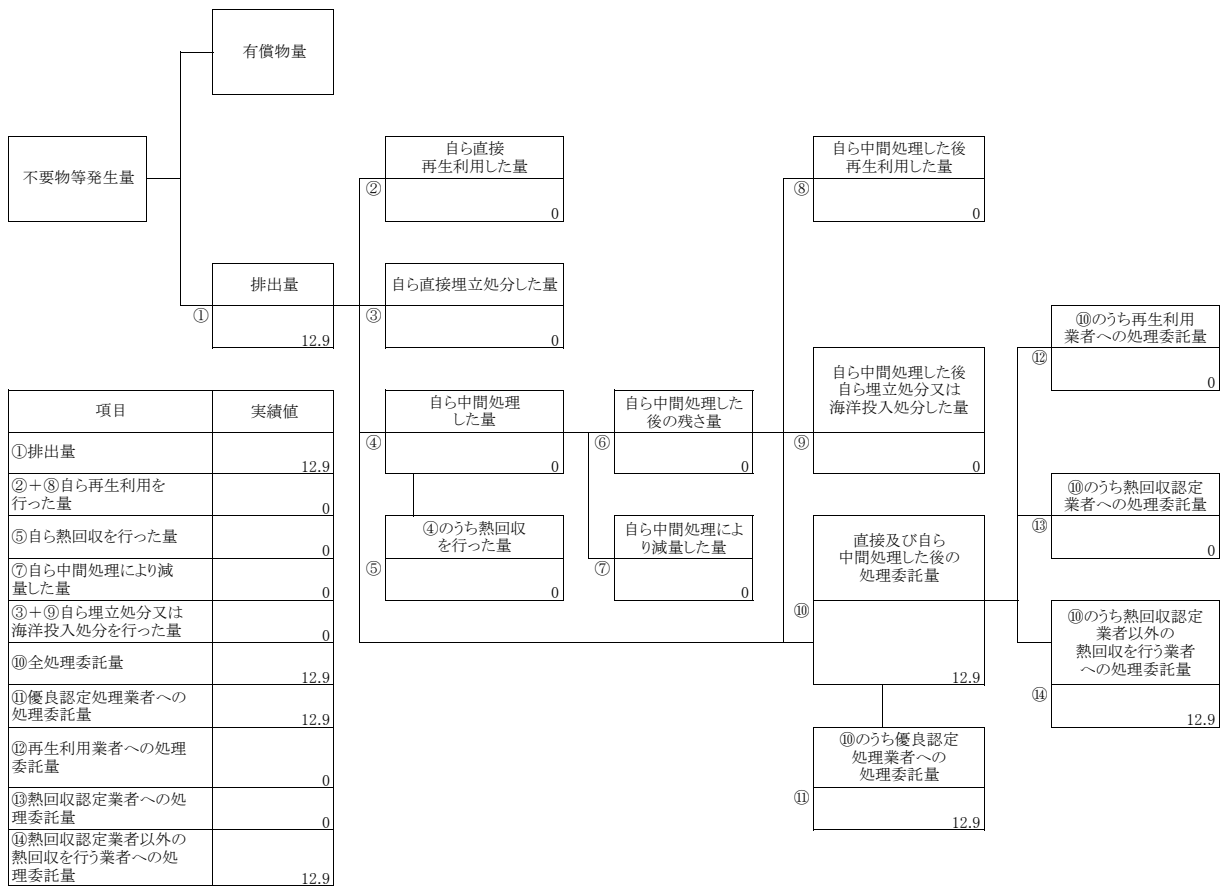 有償物量
不要物等発生量
排出量
①
12.9
自ら直接
再生利用した量
②
0
自ら直接埋立処分した量
③
0
自ら中間処理
した量
④
0
④のうち熱回収
を行った量
⑤
0
自ら中間処理した
後の残さ量
⑥
0
自ら中間処理によ
り減量した量
⑦
0
自ら中間処理した後
再生利用した量
⑧
0
自ら中間処理した後
自ら埋立処分又は
海洋投入処分した量
⑨
0
直接及び自ら
中間処理した後の
処理委託量
⑩
12.9
⑩のうち優良認定
処理業者への
処理委託量
⑪
12.9
⑩のうち再生利用
業者への処理委託量
⑫
0
⑩のうち熱回収認定
業者への処理委託量
⑬
0
⑩のうち熱回収認定
業者以外の
熱回収を行う業者
への処理委託量
⑭
12.9
項目 実績値
①排出量
12.9
②+⑧自ら再生利用を
行った量
0
⑤自ら熱回収を行った量
0
⑦自ら中間処理により減
量した量
0
③+⑨自ら埋立処分又は
海洋投入処分を行った量
0
⑩全処理委託量
12.9
⑪優良認定処理業者への
処理委託量
12.9
⑫再生利用業者への処理
委託量
0
⑬熱回収認定業者への処
理委託量
0
⑭熱回収認定業者以外の
熱回収を行う業者への処
理委託量
12.9